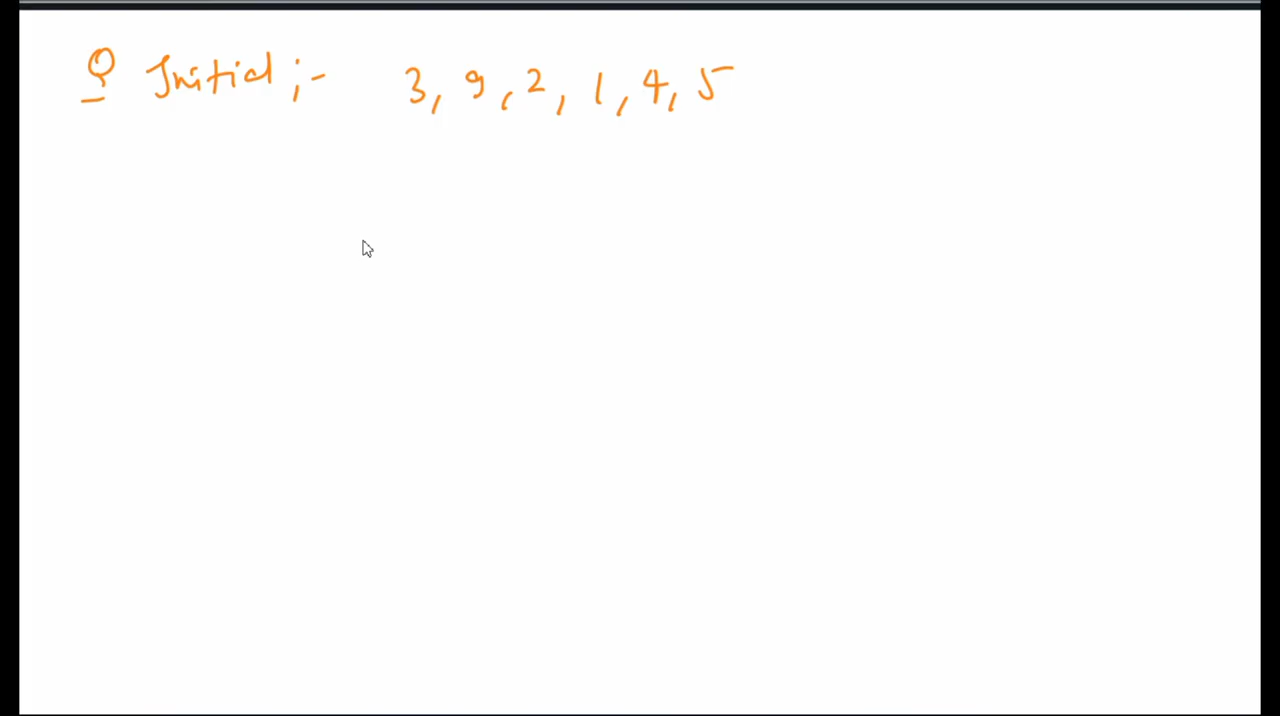 Q Initial ;- 3, 9, 2, 1, 4, 5